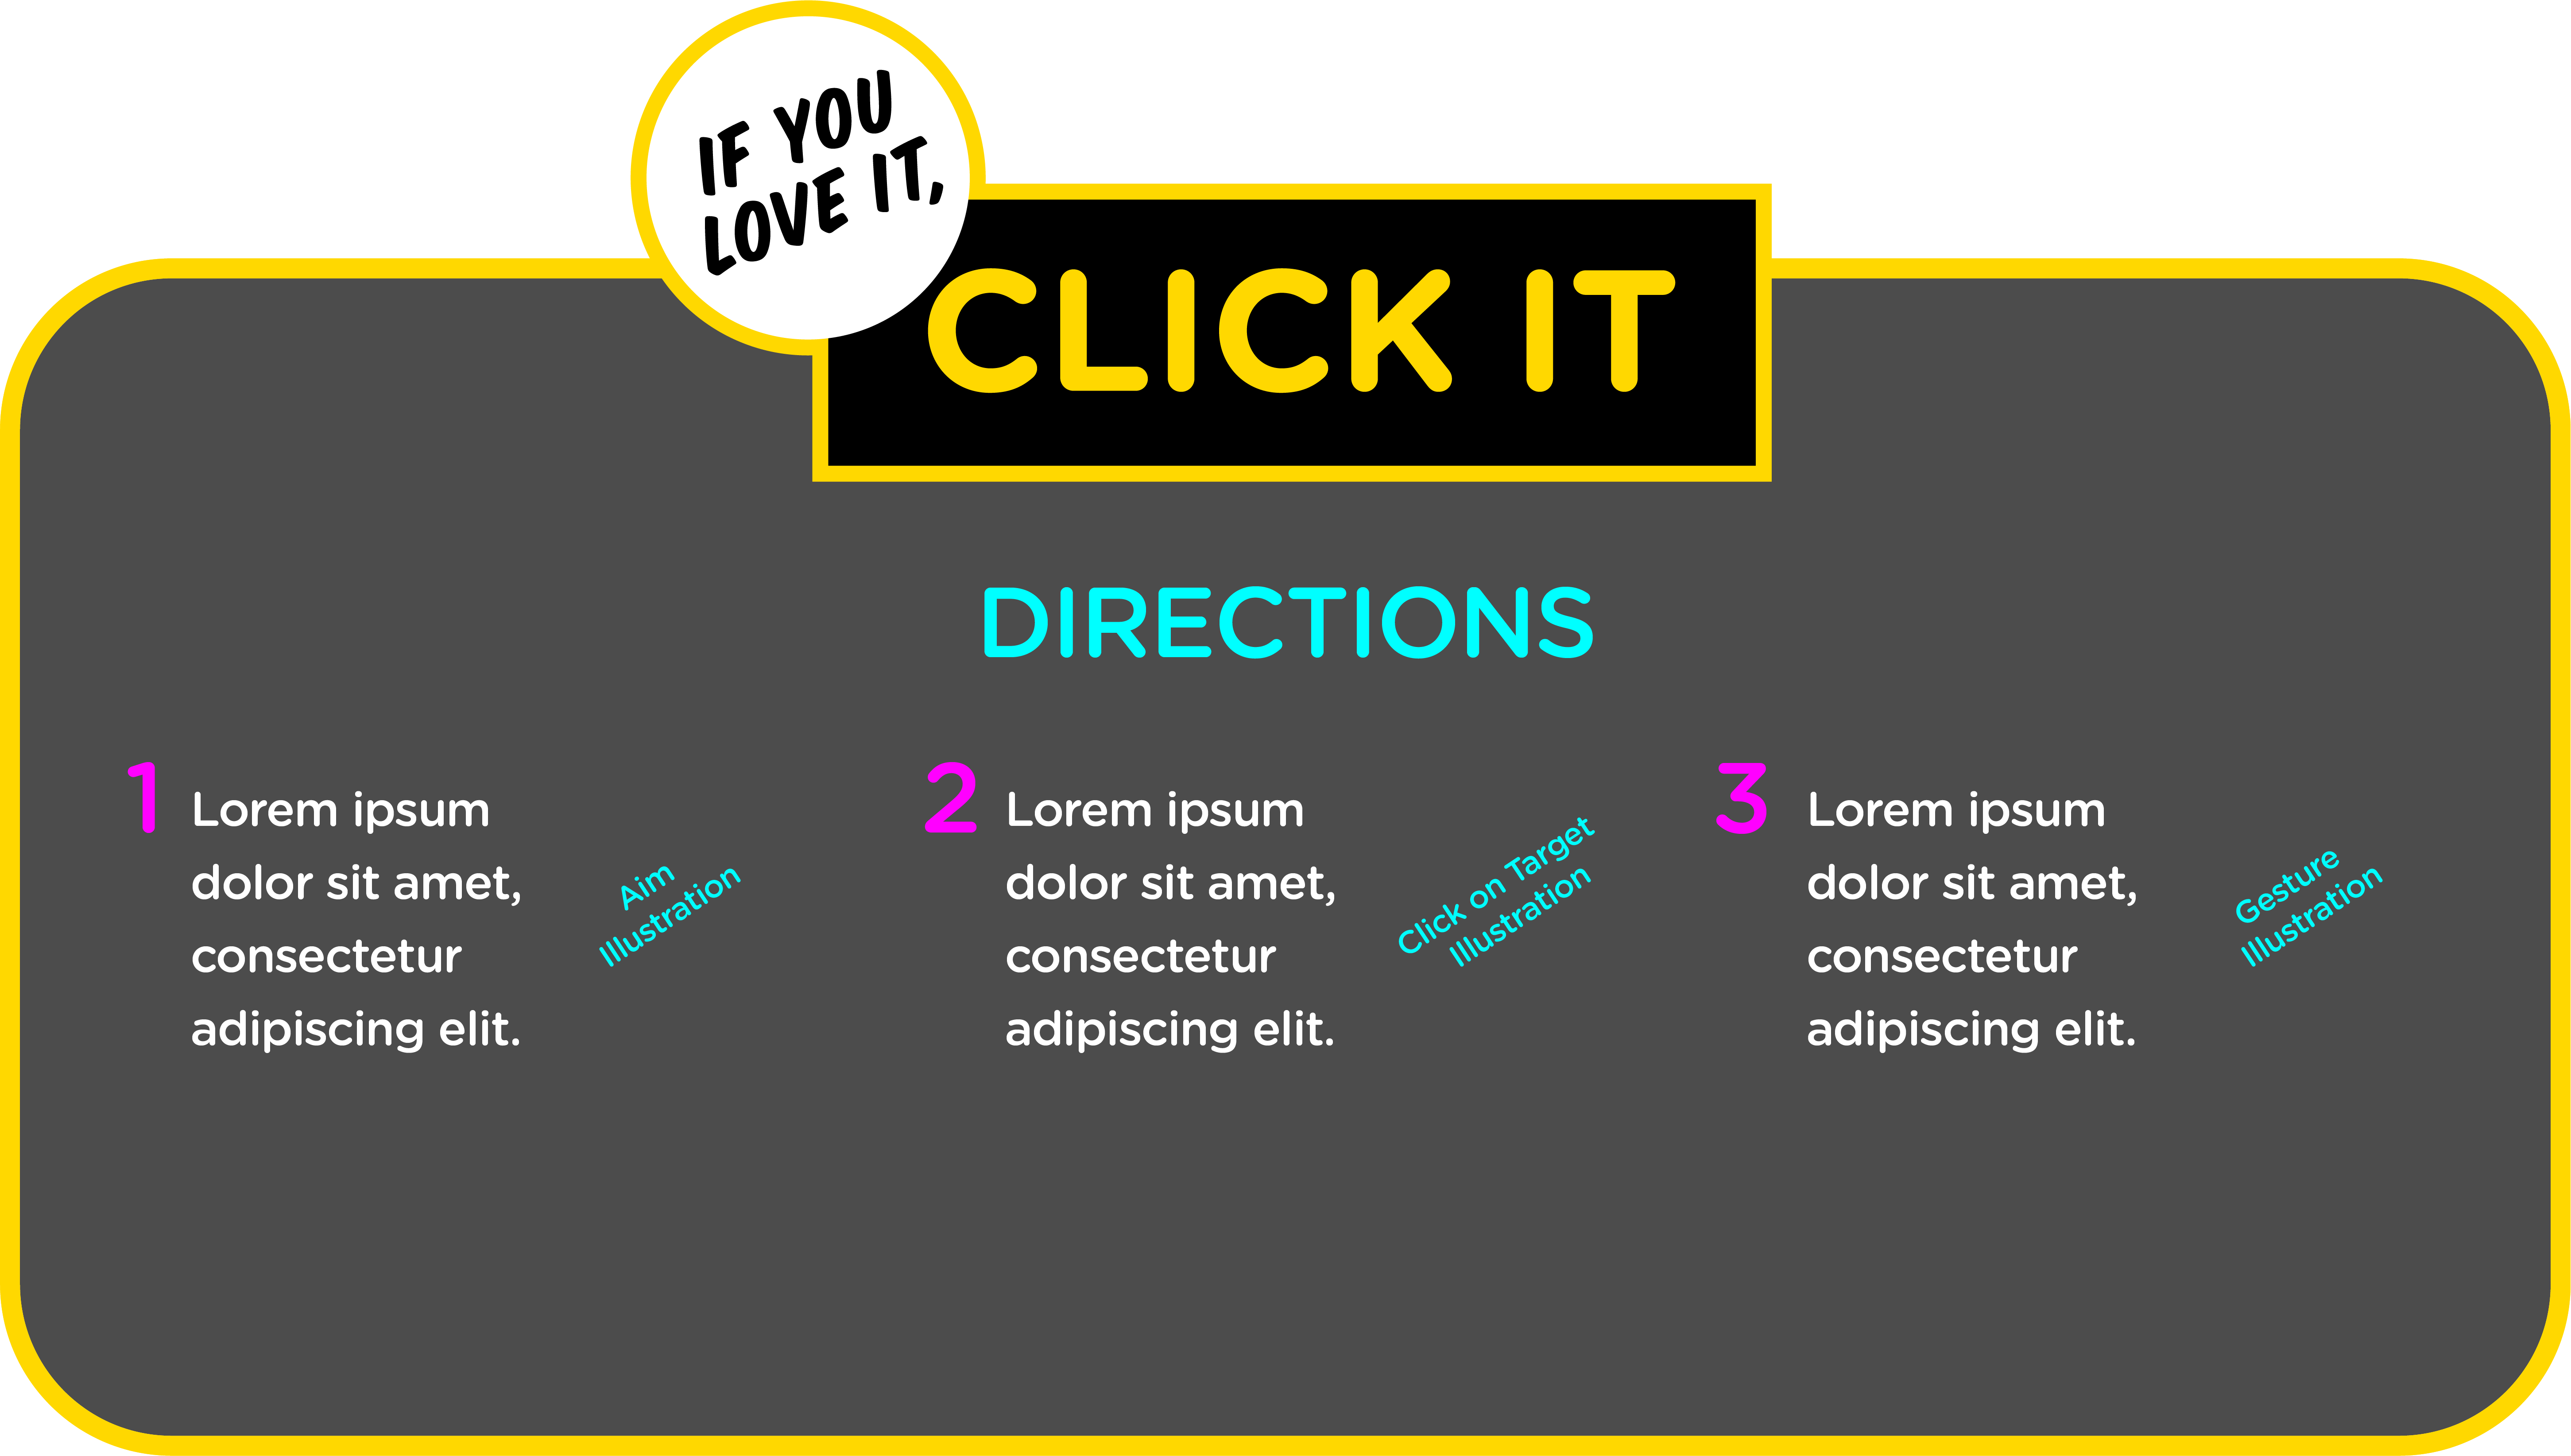 IF YOU
LOVE IT,
CLICK IT
DIRECTIONS
1
Lorem ipsum
dolor sit amet,
consectetur
adipiscing elit.
Aim
Illustration
2
Lorem ipsum
dolor sit amet,
consectetur
adipiscing elit.
Click on Target
Illustration
3
Lorem ipsum
dolor sit amet,
consectetur
adipiscing elit.
Gesture
Illustration